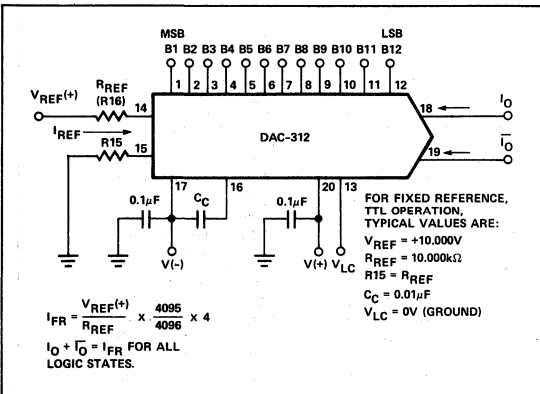 MSB LSB
B1 B2 B3 B4 B5 B6 B7 B8 B9 B10 B11 B12
1 2 3 4 5 6 7 8 9 10 11 12
VREF(+)
RREF
(R16)
14
IREF
R15
15
DAC-312
18
IO
19
I̅O̅
17
16
20 13
0.1µF
CC
0.1µF
V(-)
V(+)
VLC
FOR FIXED REFERENCE,
TTL OPERATION,
TYPICAL VALUES ARE:
VREF = +10.000V
RREF = 10.000kΩ
R15 = RREF
CC = 0.01µF
VLC = 0V (GROUND)
IFR = VREF(+)/RREF x 4095/4096 x 4
IO + I̅O̅ = IFR FOR ALL
LOGIC STATES.